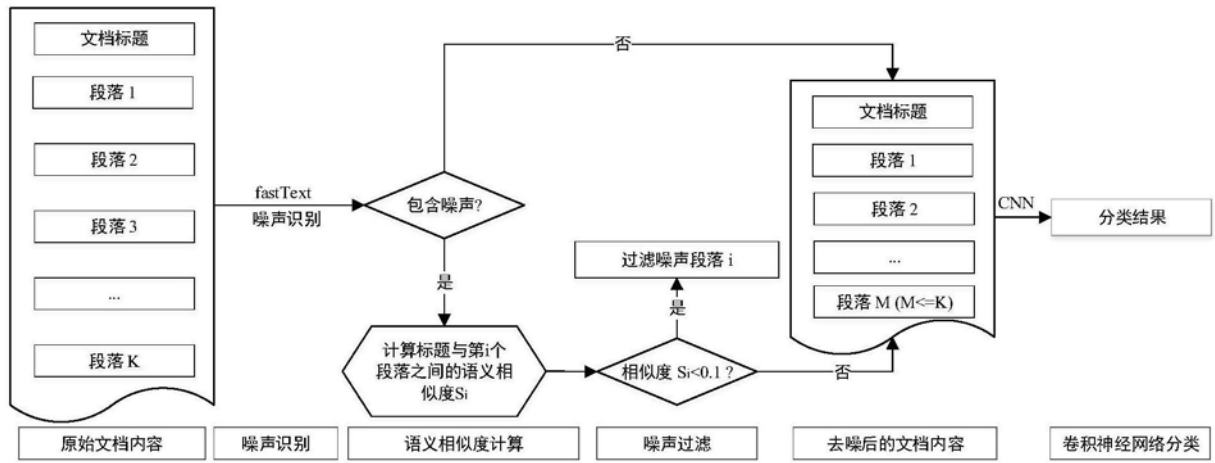 文档标题
段落 1
段落 2
段落 3
...
段落 K
fastText
噪声识别
包含噪声?
否
是
计算标题与第i个
段落之间的语义相
似度Si
相似度 Si<0.1 ?
是
过滤噪声段落 i
否
文档标题
段落 1
段落 2
...
段落 M (M<=K)
CNN
分类结果
原始文档内容
噪声识别
语义相似度计算
噪声过滤
去噪后的文档内容
卷积神经网络分类